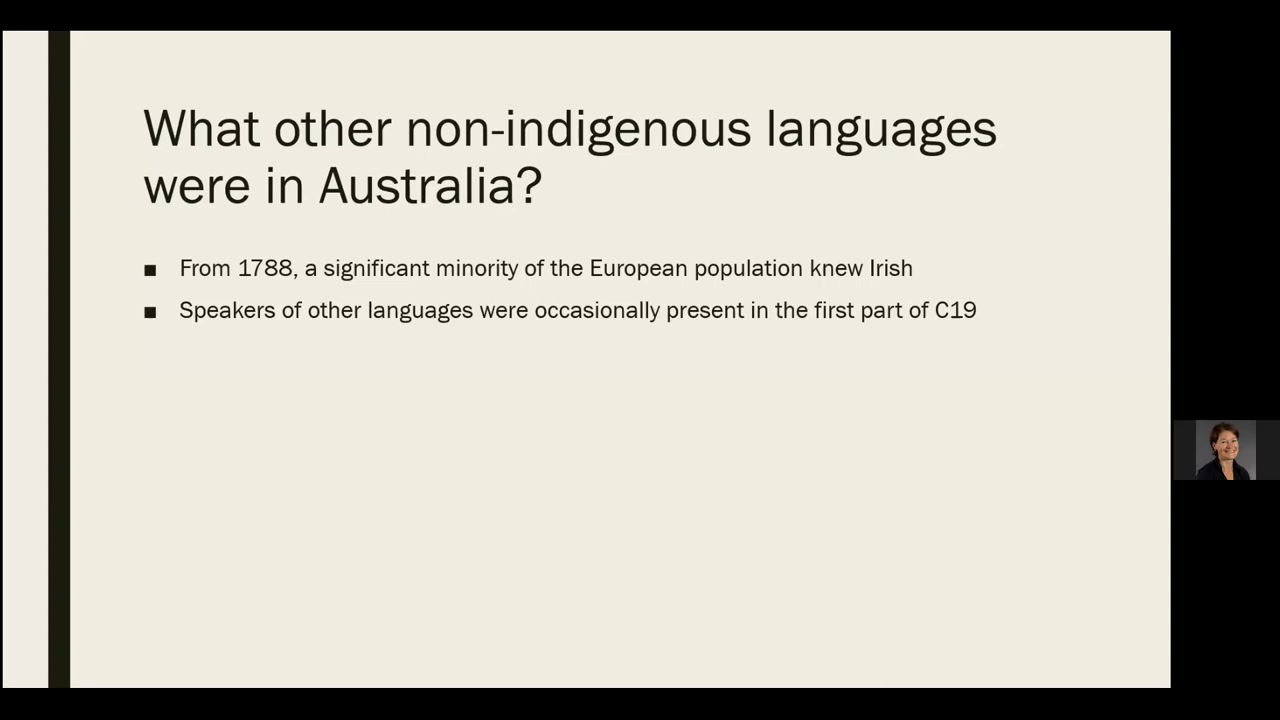 What other non-indigenous languages
were in Australia?
■ From 1788, a significant minority of the European population knew Irish
■ Speakers of other languages were occasionally present in the first part of C19